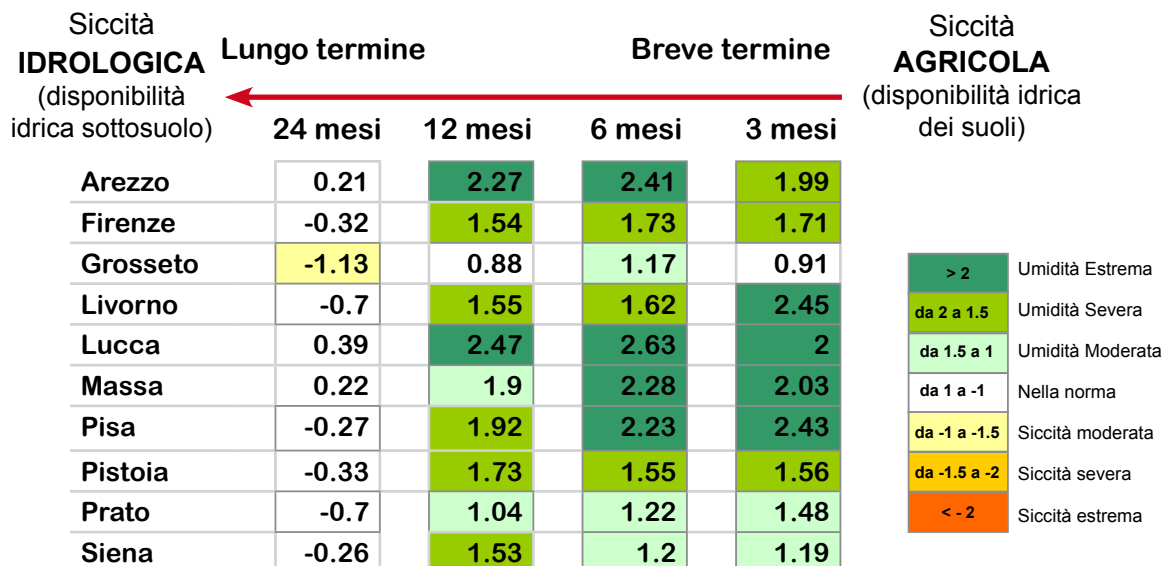 Siccità
IDROLOGICA
(disponibilità
idrica sottosuolo)
Lungo termine
Breve termine
Siccità
AGRICOLA
(disponibilità idrica
dei suoli)
24 mesi 12 mesi 6 mesi 3 mesi
Arezzo 0.21 2.27 2.41 1.99
Firenze -0.32 1.54 1.73 1.71
Grosseto -1.13 0.88 1.17 0.91
Livorno -0.7 1.55 1.62 2.45
Lucca 0.39 2.47 2.63 2
Massa 0.22 1.9 2.28 2.03
Pisa -0.27 1.92 2.23 2.43
Pistoia -0.33 1.73 1.55 1.56
Prato -0.7 1.04 1.22 1.48
Siena -0.26 1.53 1.2 1.19
> 2 Umidità Estrema
da 2 a 1.5 Umidità Severa
da 1.5 a 1 Umidità Moderata
da 1 a -1 Nella norma
da -1 a -1.5 Siccità moderata
da -1.5 a -2 Siccità severa
< - 2 Siccità estrema